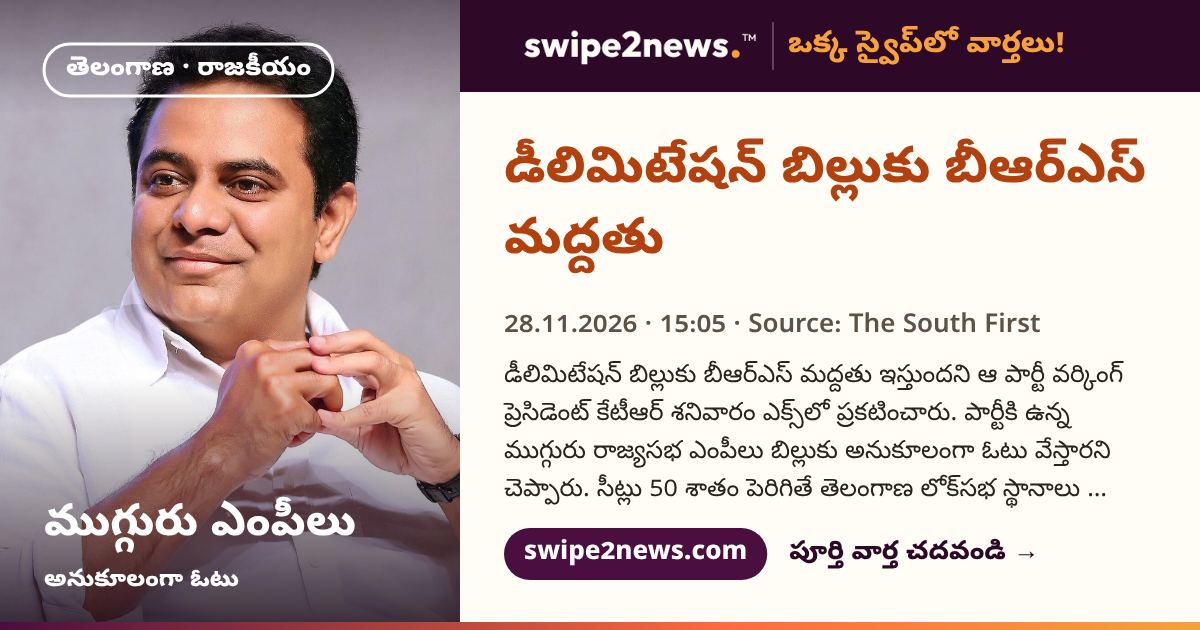 తెలంగాణ · రాజకీయం
ముగ్గురు ఎంపీలు
అనుకూలంగా ఓటు
swipe2news.™
ఒక్క స్వైప్‌లో వార్తలు!
డీలిమిటేషన్ బిల్లుకు బీఆర్ఎస్
మద్దతు
28.11.2026 · 15:05 · Source: The South First
డీలిమిటేషన్ బిల్లుకు బీఆర్ఎస్ మద్దతు ఇస్తుందని ఆ పార్టీ వర్కింగ్
ప్రెసిడెంట్ కేటీఆర్ శనివారం ఎక్స్‌లో ప్రకటించారు. పార్టీకి ఉన్న
ముగ్గురు రాజ్యసభ ఎంపీలు బిల్లుకు అనుకూలంగా ఓటు వేస్తారని
చెప్పారు. సీట్లు 50 శాతం పెరిగితే తెలంగాణ లోక్‌సభ స్థానాలు ...
swipe2news.com
పూర్తి వార్త చదవండి →